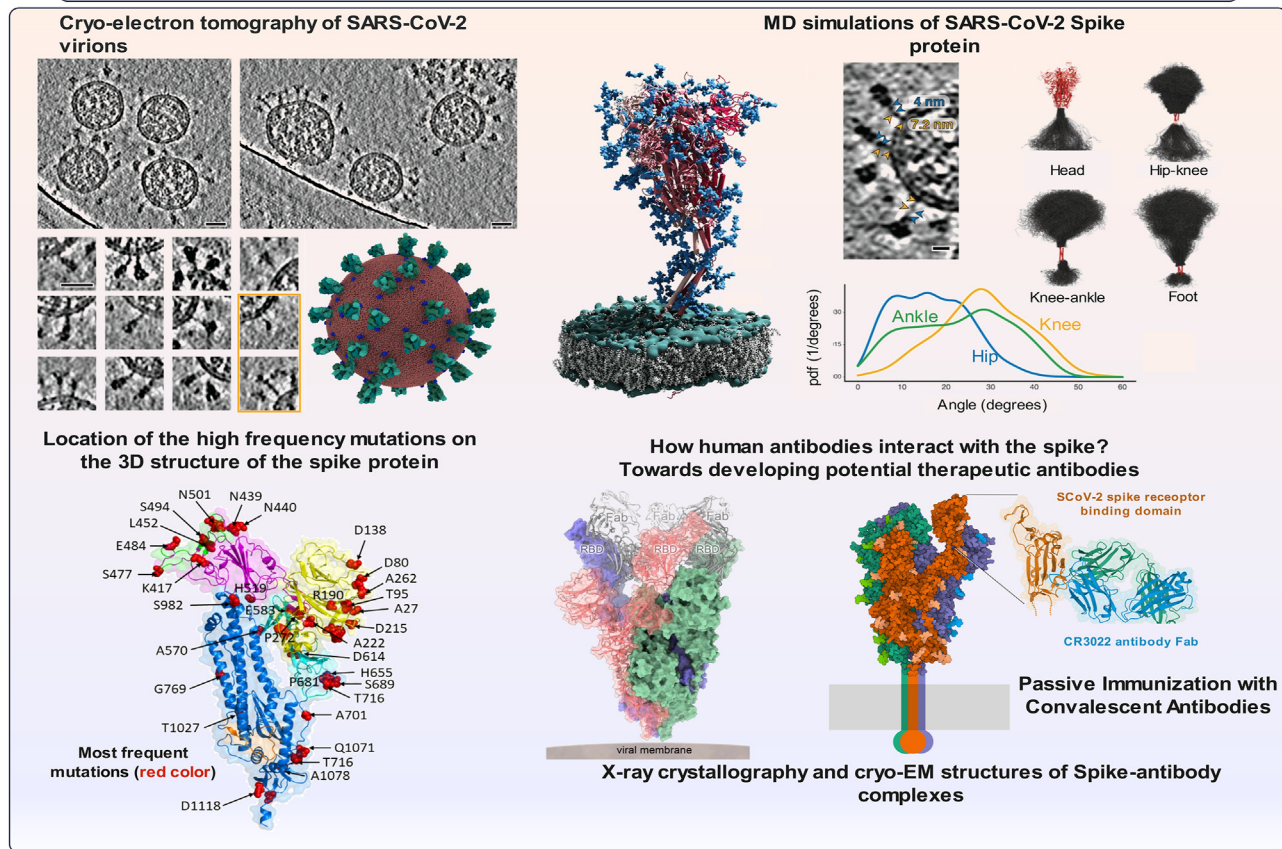 Cryo-electron tomography of SARS-CoV-2
virions
MD simulations of SARS-CoV-2 Spike
protein
4 nm
7.2 nm
Head
Hip-knee
Knee-ankle
Foot
pdf (1/degrees)
Ankle
Knee
Hip
0
10
20
30
40
50
60
Angle (degrees)
Location of the high frequency mutations on
the 3D structure of the spike protein
N501
N439
S494
N440
L452
E484
S477
K417
S982
A570
G769
T1027
D1118
H519
E583
P272
R190
P681
D138
D80
A262
T95
A27
D215
A222
D614
H655
S689
T716
A701
Q1071
T716
A1078
Most frequent
mutations (red color)
How human antibodies interact with the spike?
Towards developing potential therapeutic antibodies
Fab
Fab
Fab
RBD
RBD
RBD
viral membrane
SCoV-2 spike receoptor
binding domain
CR3022 antibody Fab
Passive Immunization with
Convalescent Antibodies
X-ray crystallography and cryo-EM structures of Spike-antibody
complexes